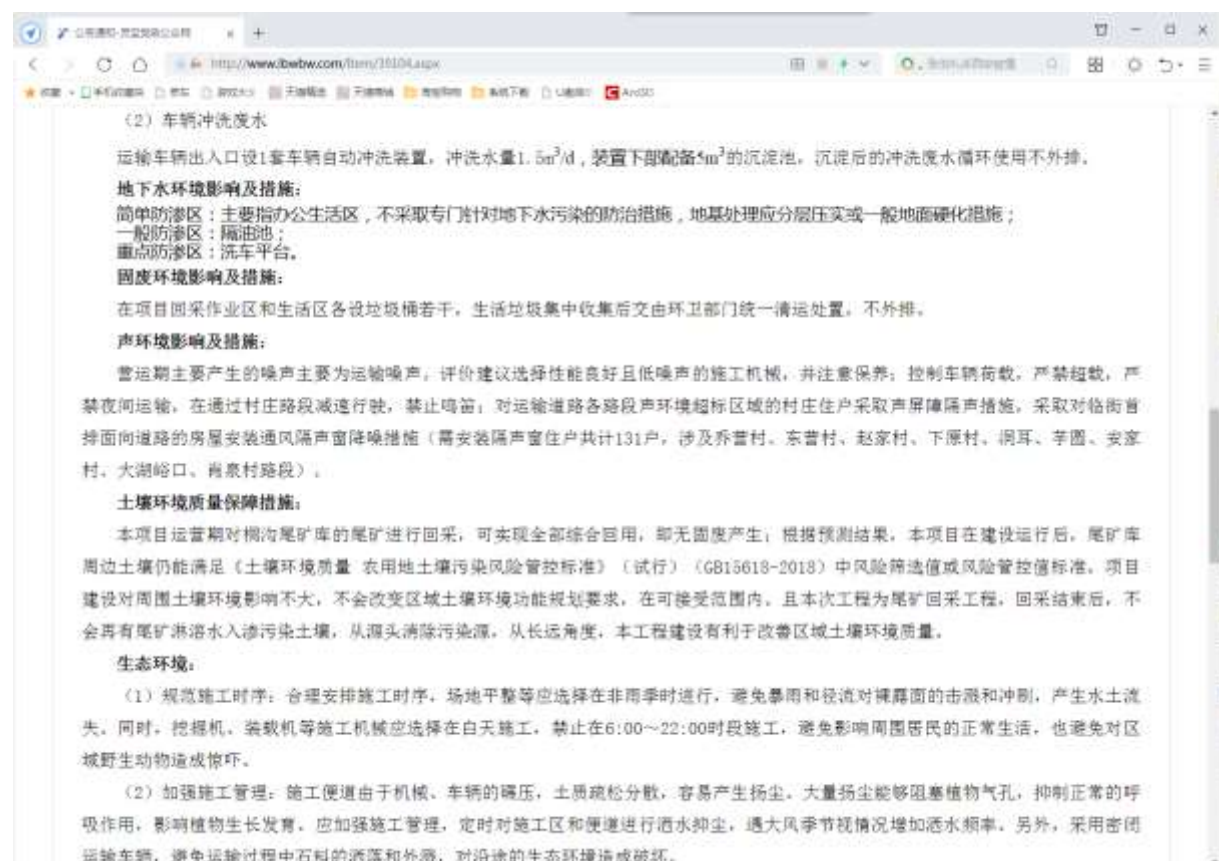 http://www.lbwbw.com/Item/39104.aspx
（2）车辆冲洗废水
运输车辆出入口设1套车辆自动冲洗装置，冲洗水量1.5m³/d，装置下部配备5m³的沉淀池，沉淀后的冲洗废水循环使用不外排。
地下水环境影响及措施：
简单防渗区：主要指办公生活区，不采取专门针对地下水污染的防治措施，地基处理应分层压实或一般地面硬化措施；
一般防渗区：隔油池；
重点防渗区：洗车平台。
固废环境影响及措施：
在项目回采作业区和生活区各设垃圾桶若干，生活垃圾集中收集后交由环卫部门统一清运处置，不外排。
声环境影响及措施：
营运期主要产生的噪声主要为运输噪声，评价建议选择性能良好且低噪声的施工机械，并注意保养；控制车辆荷载，严禁超载，严
禁夜间运输，在通过村庄路段减速行驶，禁止鸣笛；对运输道路各路段声环境超标区域的村庄住户采取声屏障隔声措施，采取对临街首
排面向道路的房屋安装通风隔声窗降噪措施（需安装隔声窗住户共计131户，涉及乔营村、东营村、赵家村、下原村、涧耳、芋园、安家
村、大湖峪口、肖泉村路段）。
土壤环境质量保障措施：
本项目运营期对桐沟尾矿库的尾矿进行回采，可实现全部综合回用，即无固废产生；根据预测结果，本项目在建设运行后，尾矿库
周边土壤仍能满足《土壤环境质量 农用地土壤污染风险管控标准》（试行）（GB15618-2018）中风险筛选值或风险管控值标准，项目
建设对周围土壤环境影响不大，不会改变区域土壤环境功能规划要求，在可接受范围内。且本次工程为尾矿回采工程，回采结束后，不
会再有尾矿淋溶水入渗污染土壤，从源头消除污染源，从长远角度，本工程建设有利于改善区域土壤环境质量。
生态环境：
（1）规范施工时序：合理安排施工时序，场地平整等应选择在非雨季时进行，避免暴雨和径流对裸露面的击溅和冲刷，产生水土流
失。同时，挖掘机、装载机等施工机械应选择在白天施工，禁止在6:00～22:00时段施工，避免影响周围居民的正常生活，也避免对区
域野生动物造成惊吓。
（2）加强施工管理：施工便道由于机械、车辆的碾压，土质疏松分散，容易产生扬尘，大量扬尘能够阻塞植物气孔，抑制正常的呼
吸作用，影响植物生长发育。应加强施工管理，定时对施工区和便道进行洒水抑尘，遇大风季节视情况增加洒水频率。另外，采用密闭
运输车辆，避免运输过程中石料的洒落和外溢，对沿途的生态环境造成破坏。